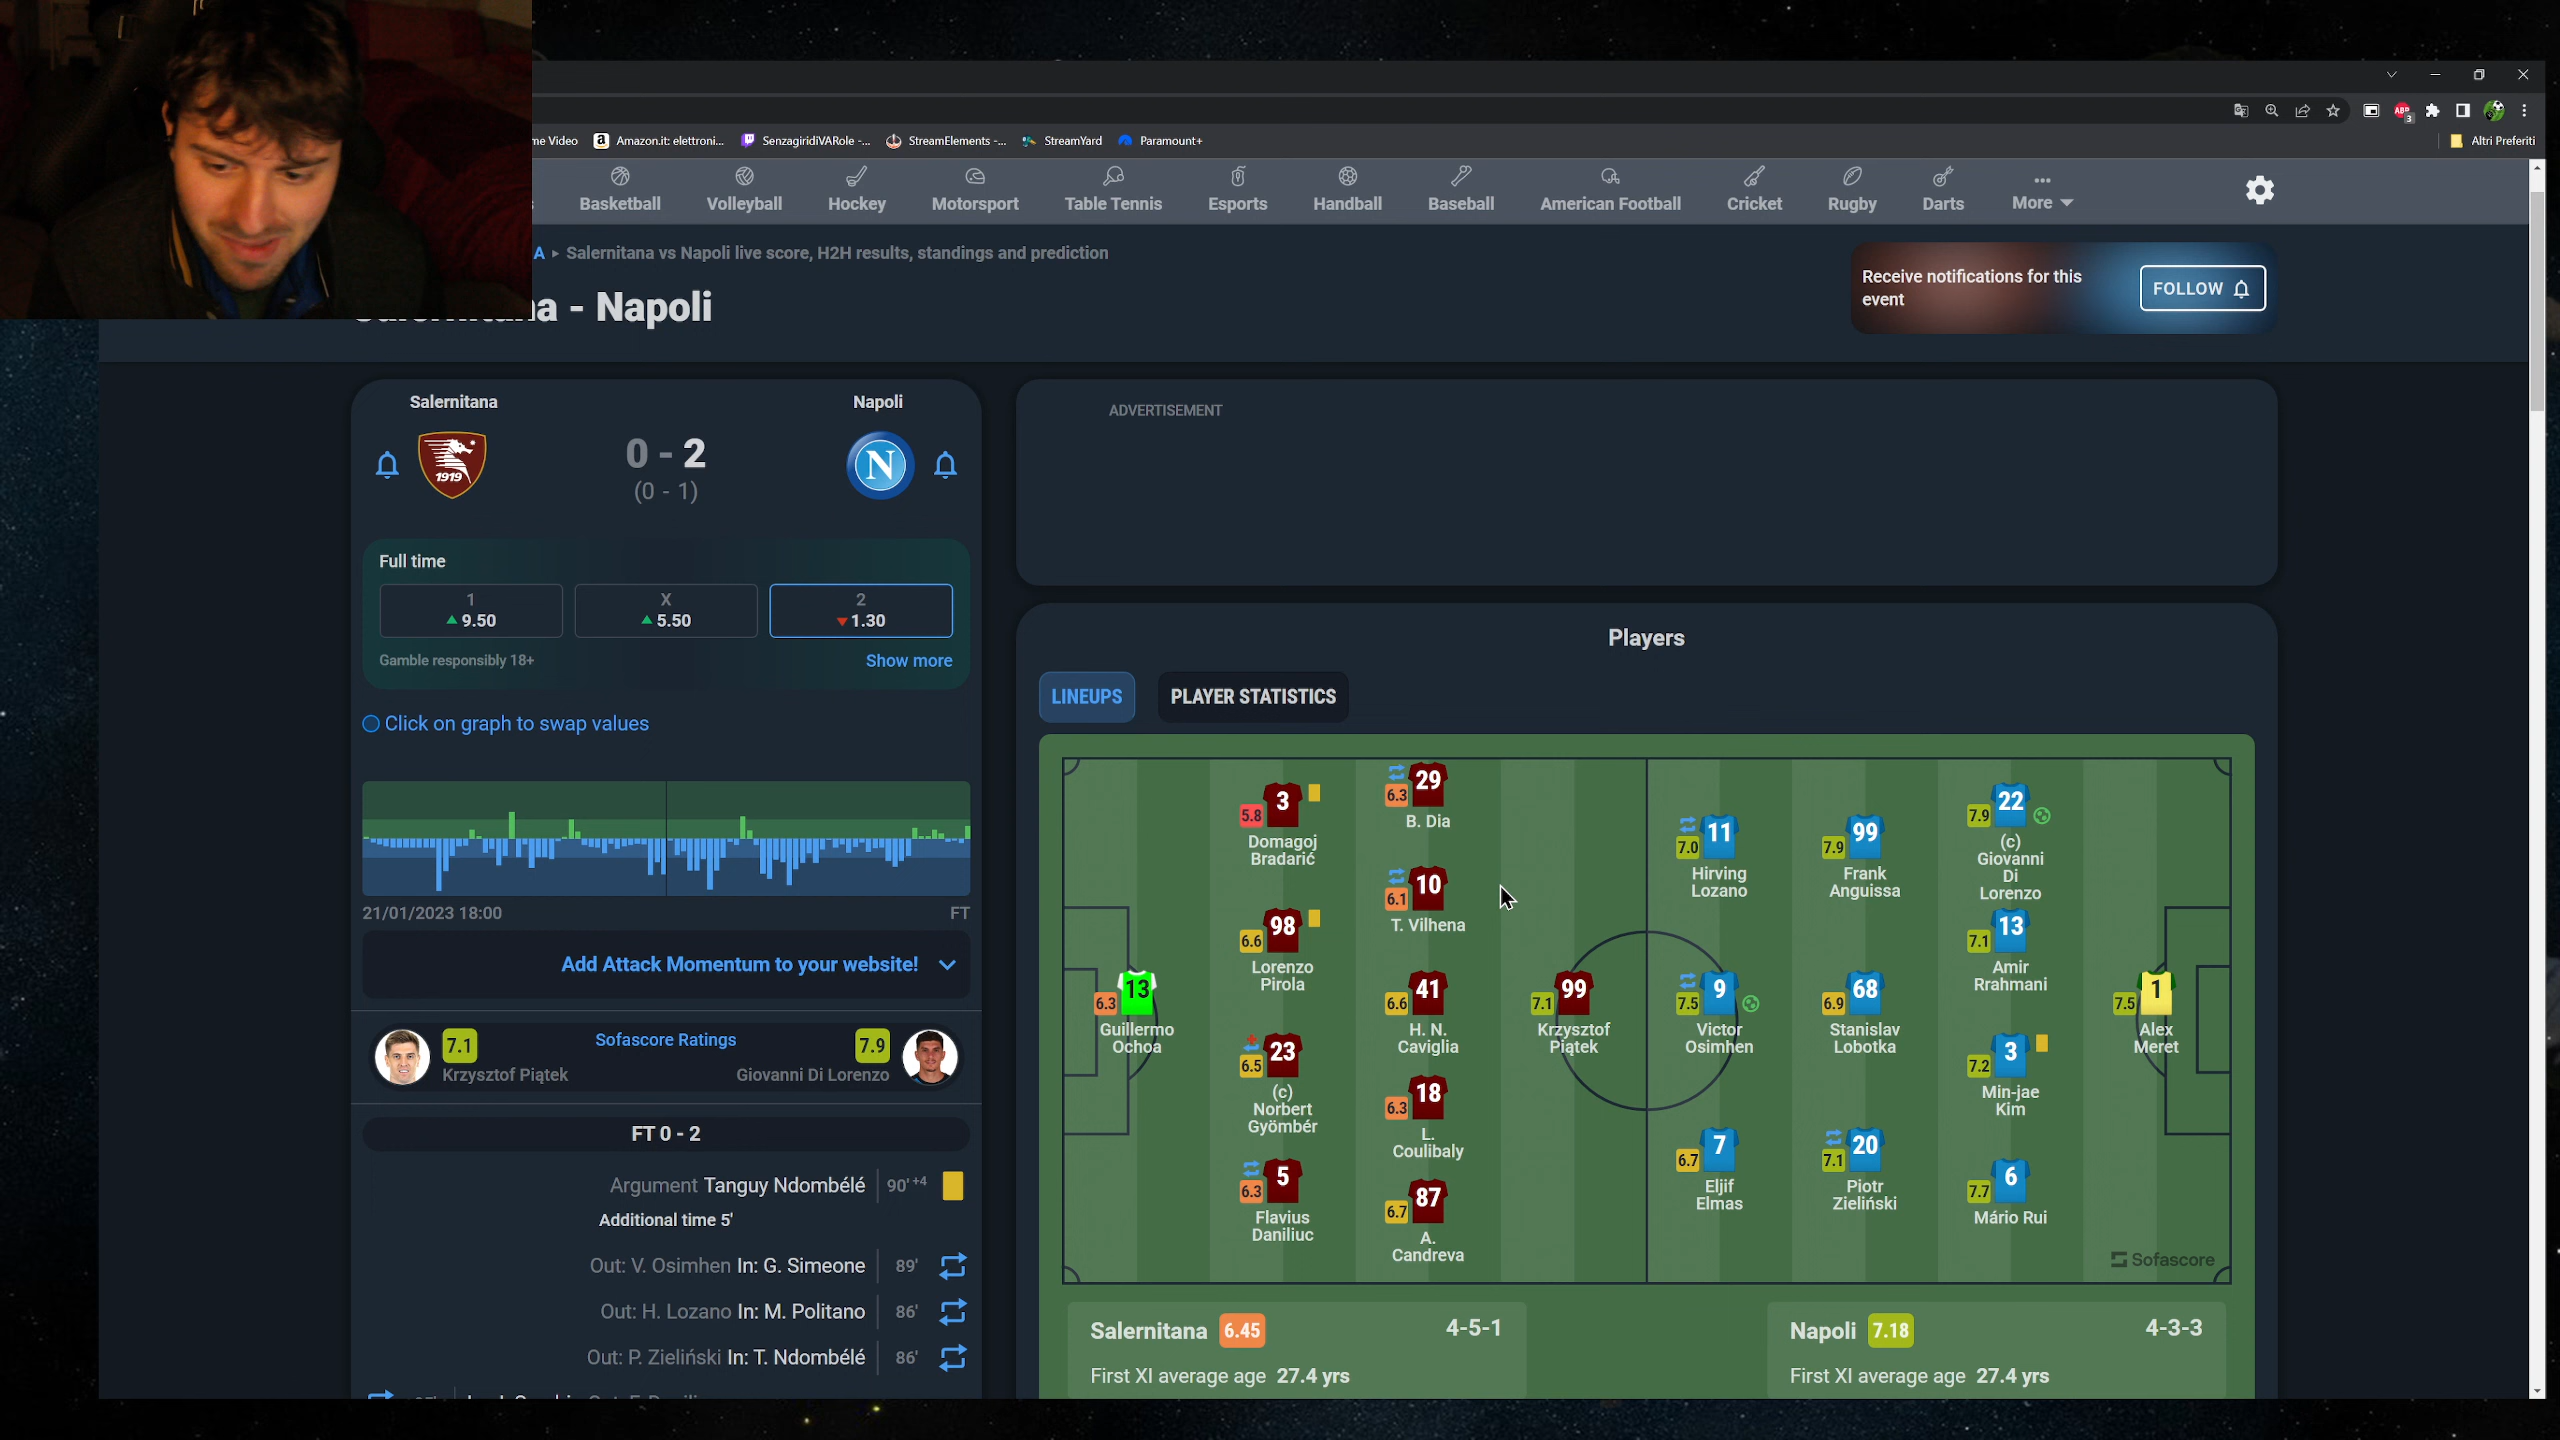 me Video
Amazon.it: elettroni...
SenzagiridiVARole -...
StreamElements -...
StreamYard
Paramount+
Altri Preferiti
ABP
3
Basketball
Volleyball
Hockey
Motorsport
Table Tennis
Esports
Handball
Baseball
American Football
Cricket
Rugby
Darts
More
A ▸ Salernitana vs Napoli live score, H2H results, standings and prediction
Receive notifications for this
event
FOLLOW
na - Napoli
Salernitana
Napoli
1919
N
0 - 2
(0 - 1)
Full time
1
9.50
X
5.50
2
1.30
Gamble responsibly 18+
Show more
Click on graph to swap values
21/01/2023 18:00
FT
Add Attack Momentum to your website!
7.1
Krzysztof Piątek
Sofascore Ratings
7.9
Giovanni Di Lorenzo
FT 0 - 2
Argument Tanguy Ndombélé 90'+4
Additional time 5'
Out: V. Osimhen In: G. Simeone 89'
Out: H. Lozano In: M. Politano 86'
Out: P. Zieliński In: T. Ndombélé 86'
ADVERTISEMENT
Players
LINEUPS
PLAYER STATISTICS
13
6.3
Guillermo
Ochoa
3
5.8
Domagoj
Bradarić
98
6.6
Lorenzo
Pirola
23
6.5
(c)
Norbert
Gyömbér
5
6.3
Flavius
Daniliuc
29
6.3
B. Dia
10
6.1
T. Vilhena
41
6.6
H. N.
Caviglia
18
6.3
L.
Coulibaly
87
6.7
A.
Candreva
99
7.1
Krzysztof
Piątek
11
7.0
Hirving
Lozano
9
7.5
Victor
Osimhen
7
6.7
Eljif
Elmas
99
7.9
Frank
Anguissa
68
6.9
Stanislav
Lobotka
20
7.1
Piotr
Zieliński
22
7.9
(c)
Giovanni
Di
Lorenzo
13
7.1
Amir
Rrahmani
3
7.2
Min-jae
Kim
6
7.7
Mário Rui
1
7.5
Alex
Meret
Sofascore
Salernitana 6.45 4-5-1
First XI average age 27.4 yrs
Napoli 7.18 4-3-3
First XI average age 27.4 yrs